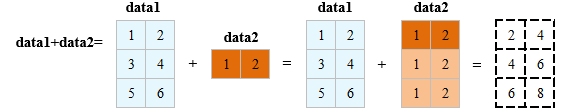 data1 data2 data1 data2
1 2 1 2 1 2 2 4
data1+data2= 3 4 + 1 2 = 3 4 + 1 2 = 4 6
5 6 5 6 1 2 6 8